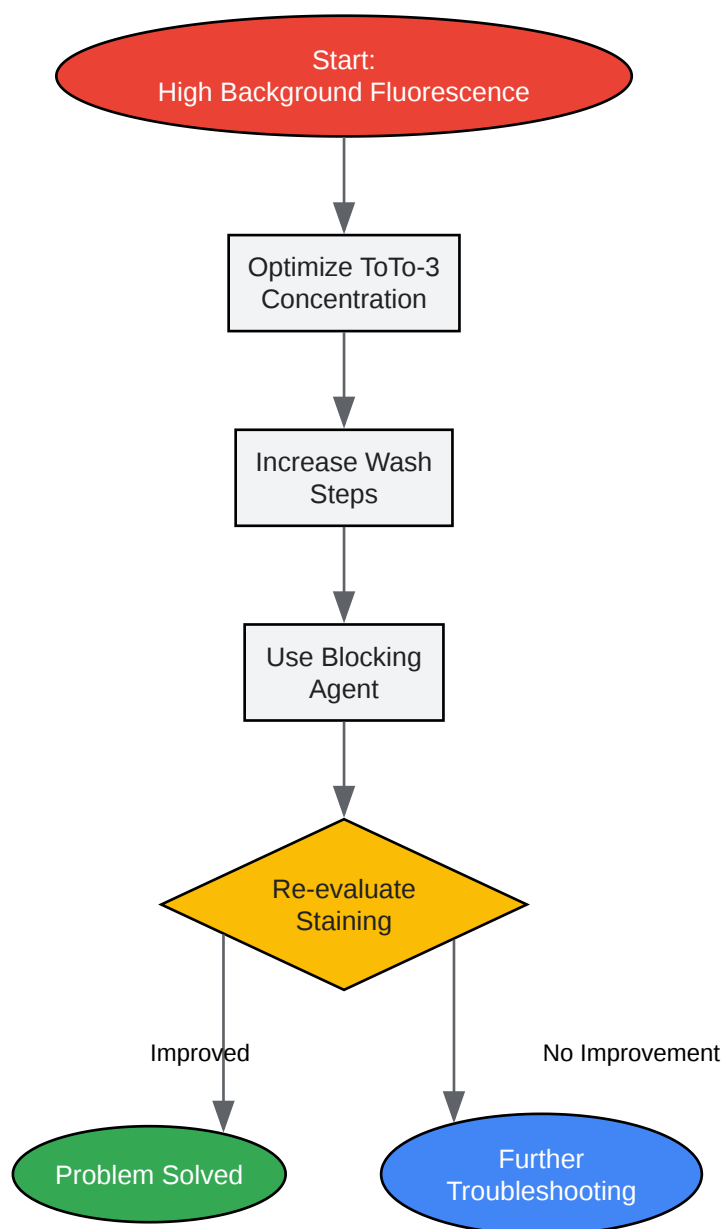 Start:
High Background Fluorescence
Optimize ToTo-3
Concentration
Increase Wash
Steps
Use Blocking
Agent
Re-evaluate
Staining
Improved
No Improvement
Problem Solved
Further
Troubleshooting